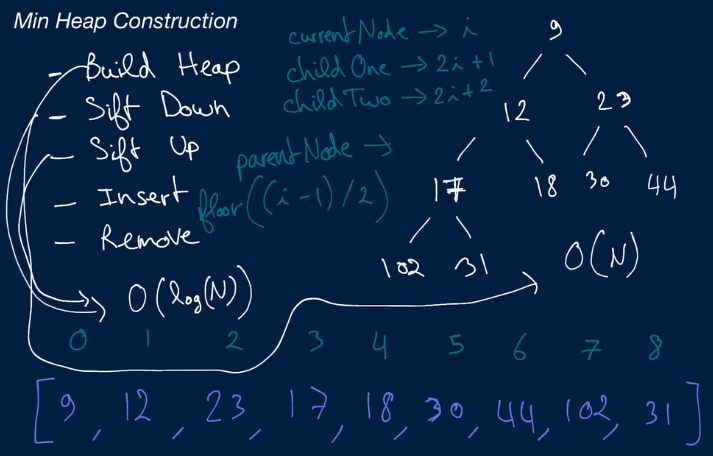 Min Heap Construction
- Build Heap
- Sift Down
- Sift Up
- Insert
- Remove
currentNode → i
childOne → 2i+1
childTwo → 2i+2
parentNode →
floor((i-1)/2)
9
12 23
17 18 30 44
102 31
O(log(N))
O(N)
0 1 2 3 4 5 6 7 8
[9, 12, 23, 17, 18, 30, 44, 102, 31]